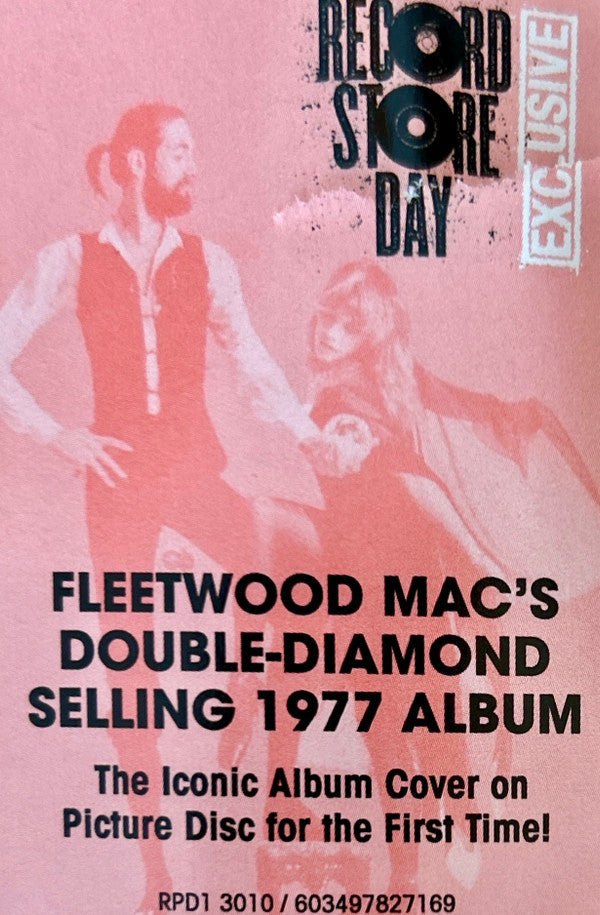 RECORD
STORE
DAY
EXCLUSIVE
FLEETWOOD MAC'S
DOUBLE-DIAMOND
SELLING 1977 ALBUM
The Iconic Album Cover on
Picture Disc for the First Time!
RPD1 3010 / 603497827169